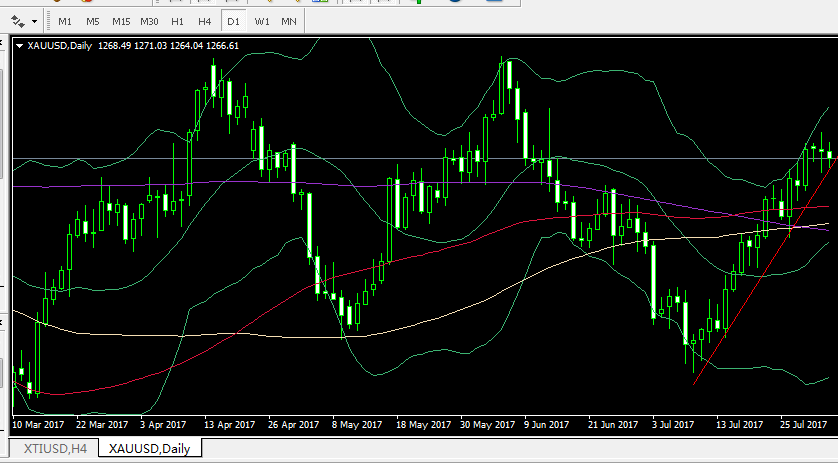 M1 M5 M15 M30 H1 H4 D1 W1 MN
XAUUSD,Daily 1268.49 1271.03 1264.04 1266.61
10 Mar 2017 22 Mar 2017 3 Apr 2017 13 Apr 2017 26 Apr 2017 8 May 2017 18 May 2017 30 May 2017 9 Jun 2017 21 Jun 2017 3 Jul 2017 13 Jul 2017 25 Jul 2017
XTIUSD,H4 XAUUSD,Daily